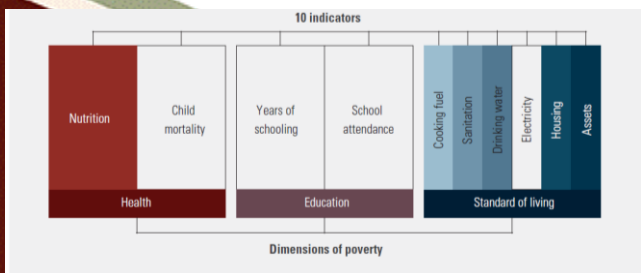 10 indicators
Nutrition
Child
mortality
Years of
schooling
School
attendance
Cooking fuel
Sanitation
Drinking water
Electricity
Housing
Assets
Health
Education
Standard of living
Dimensions of poverty